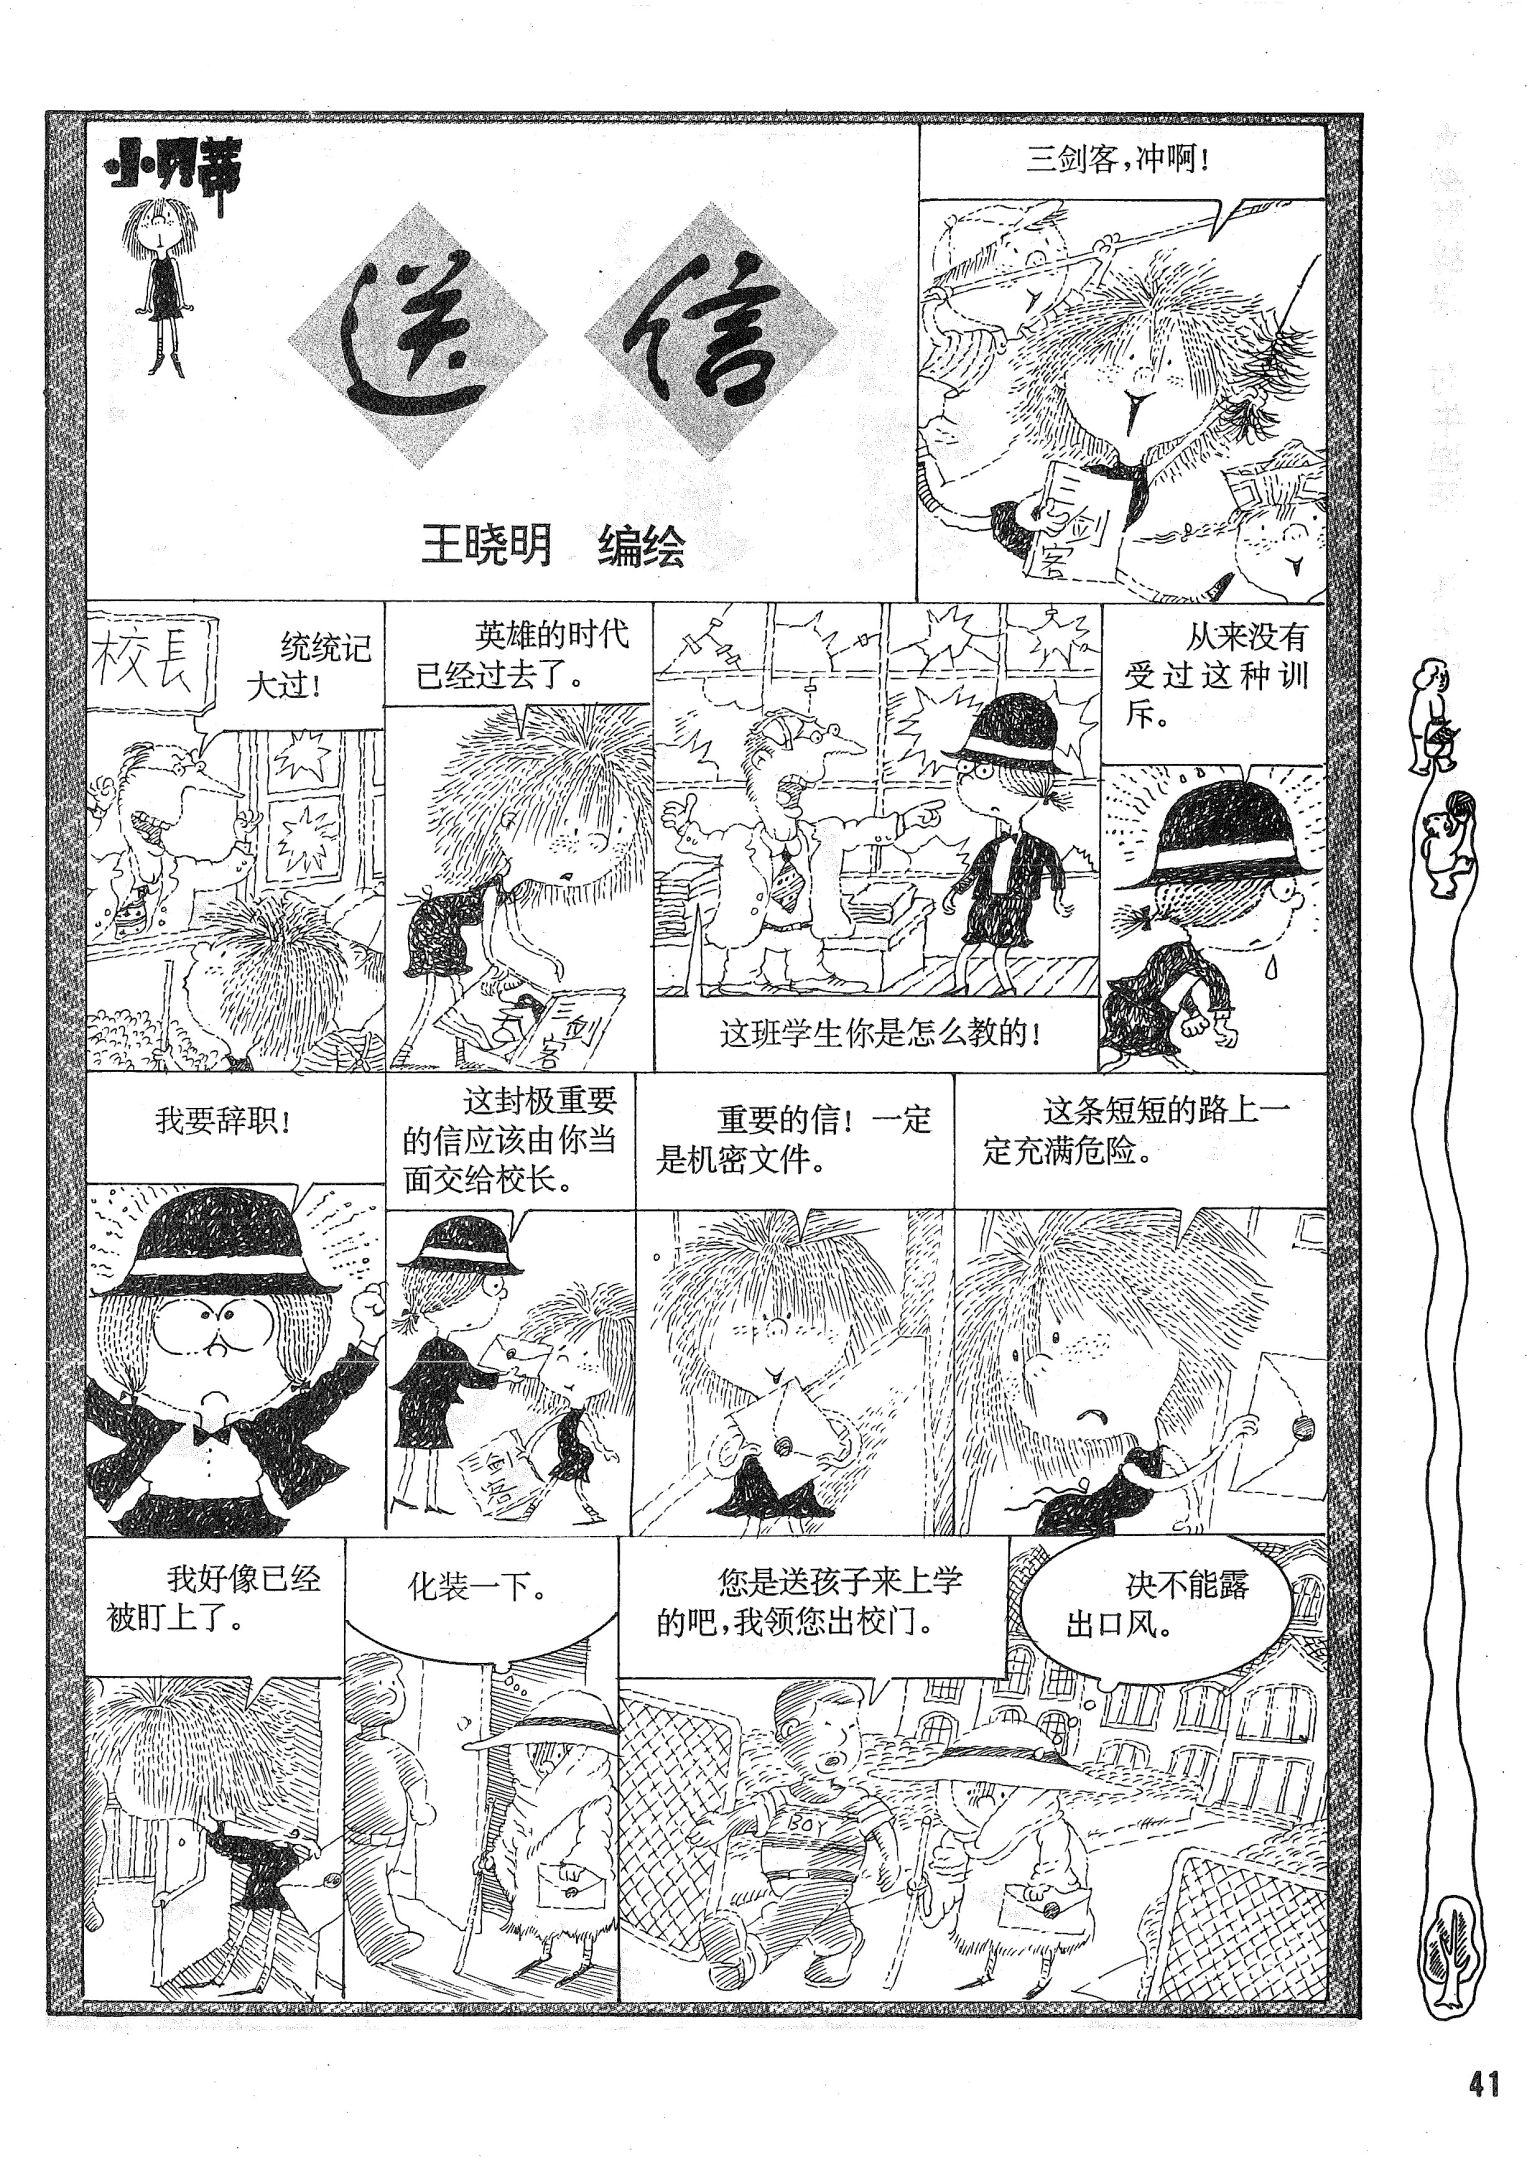 小贝蒂
送信
王晓明 编绘
三剑客,冲啊!
三
剑
客
校长
统统记
大过!
英雄的时代
已经过去了。
三
剑
客
这班学生你是怎么教的!
从来没有
受过这种训
斥。
我要辞职!
这封极重要
的信应该由你当
面交给校长。
重要的信!一定
是机密文件。
这条短短的路上一
定充满危险。
我好像已经
被盯上了。
化装一下。
您是送孩子来上学
的吧,我领您出校门。
BOY
决不能露
出口风。
41